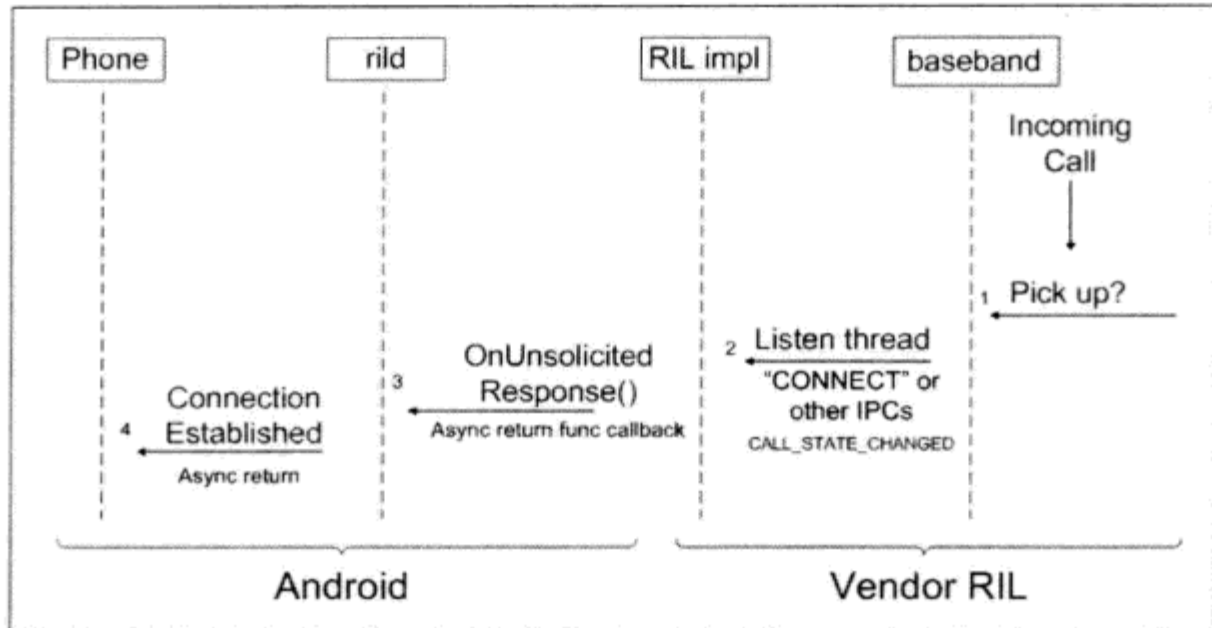 Phone
rild
RIL impl
baseband
Incoming
Call
1
Pick up?
2
Listen thread
"CONNECT" or
other IPCs
CALL_STATE_CHANGED
3
OnUnsolicited
Response()
Async return func callback
4
Connection
Established
Async return
Android
Vendor RIL